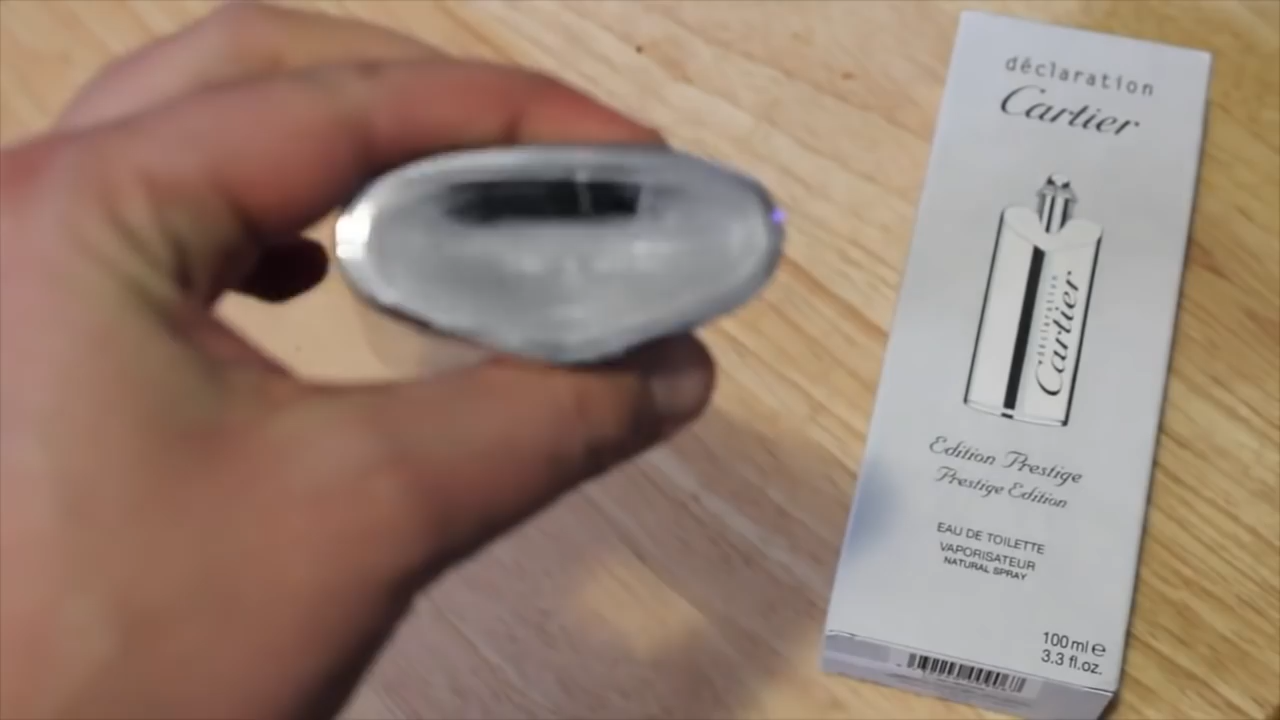 déclaration
Cartier
déclaration
Cartier
Edition Prestige
Prestige Edition
EAU DE TOILETTE
VAPORISATEUR
NATURAL SPRAY
100 ml e
3.3 fl.oz.